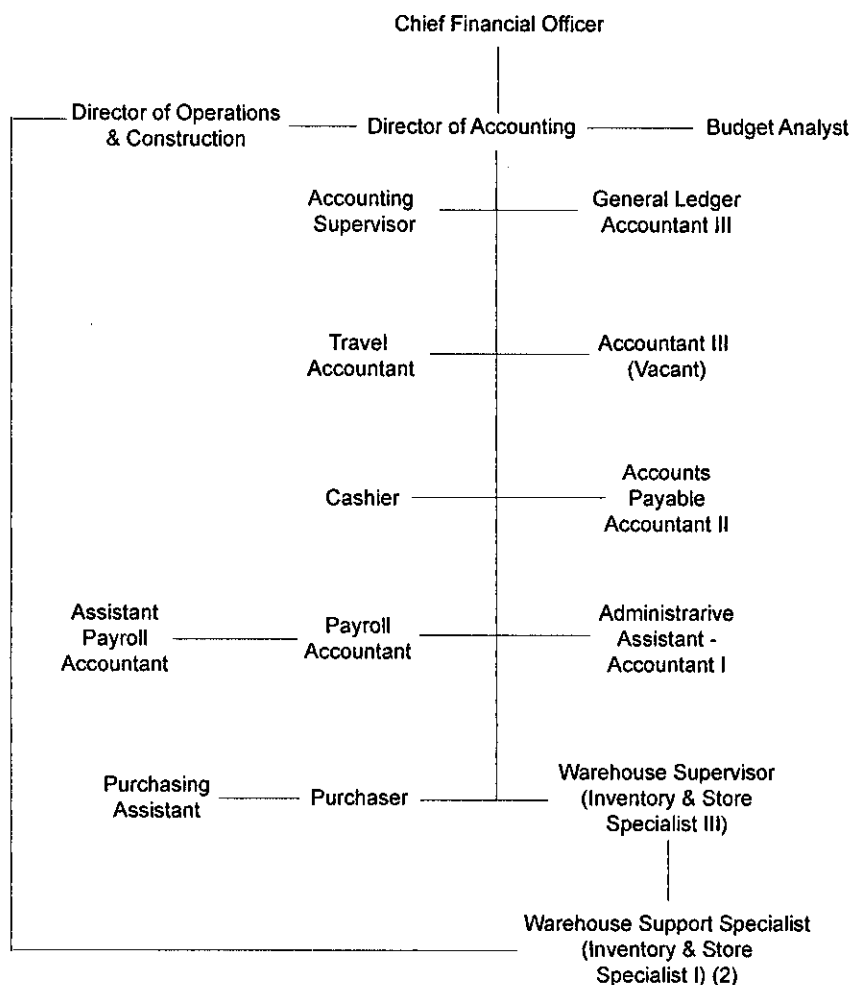 Chief Financial Officer
Director of Operations
& Construction
Director of Accounting
Budget Analyst
Accounting
Supervisor
General Ledger
Accountant III
Travel
Accountant
Accountant III
(Vacant)
Cashier
Accounts
Payable
Accountant II
Assistant
Payroll
Accountant
Payroll
Accountant
Administrarive
Assistant -
Accountant I
Purchasing
Assistant
Purchaser
Warehouse Supervisor
(Inventory & Store
Specialist III)
Warehouse Support Specialist
(Inventory & Store
Specialist I) (2)